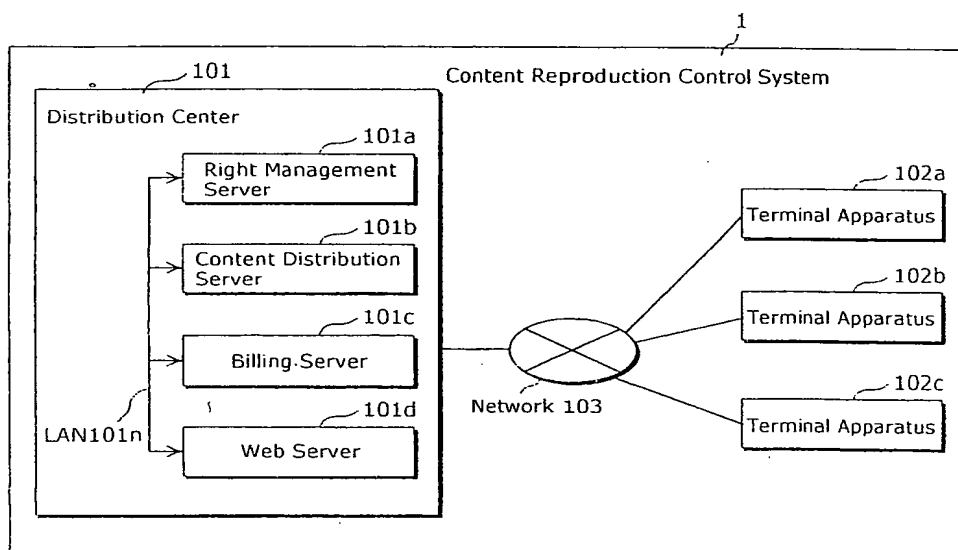 1
Content Reproduction Control System
101
Distribution Center
101a
Right Management
Server
101b
Content Distribution
Server
101c
Billing Server
101d
Web Server
LAN101n
Network 103
102a
Terminal Apparatus
102b
Terminal Apparatus
102c
Terminal Apparatus